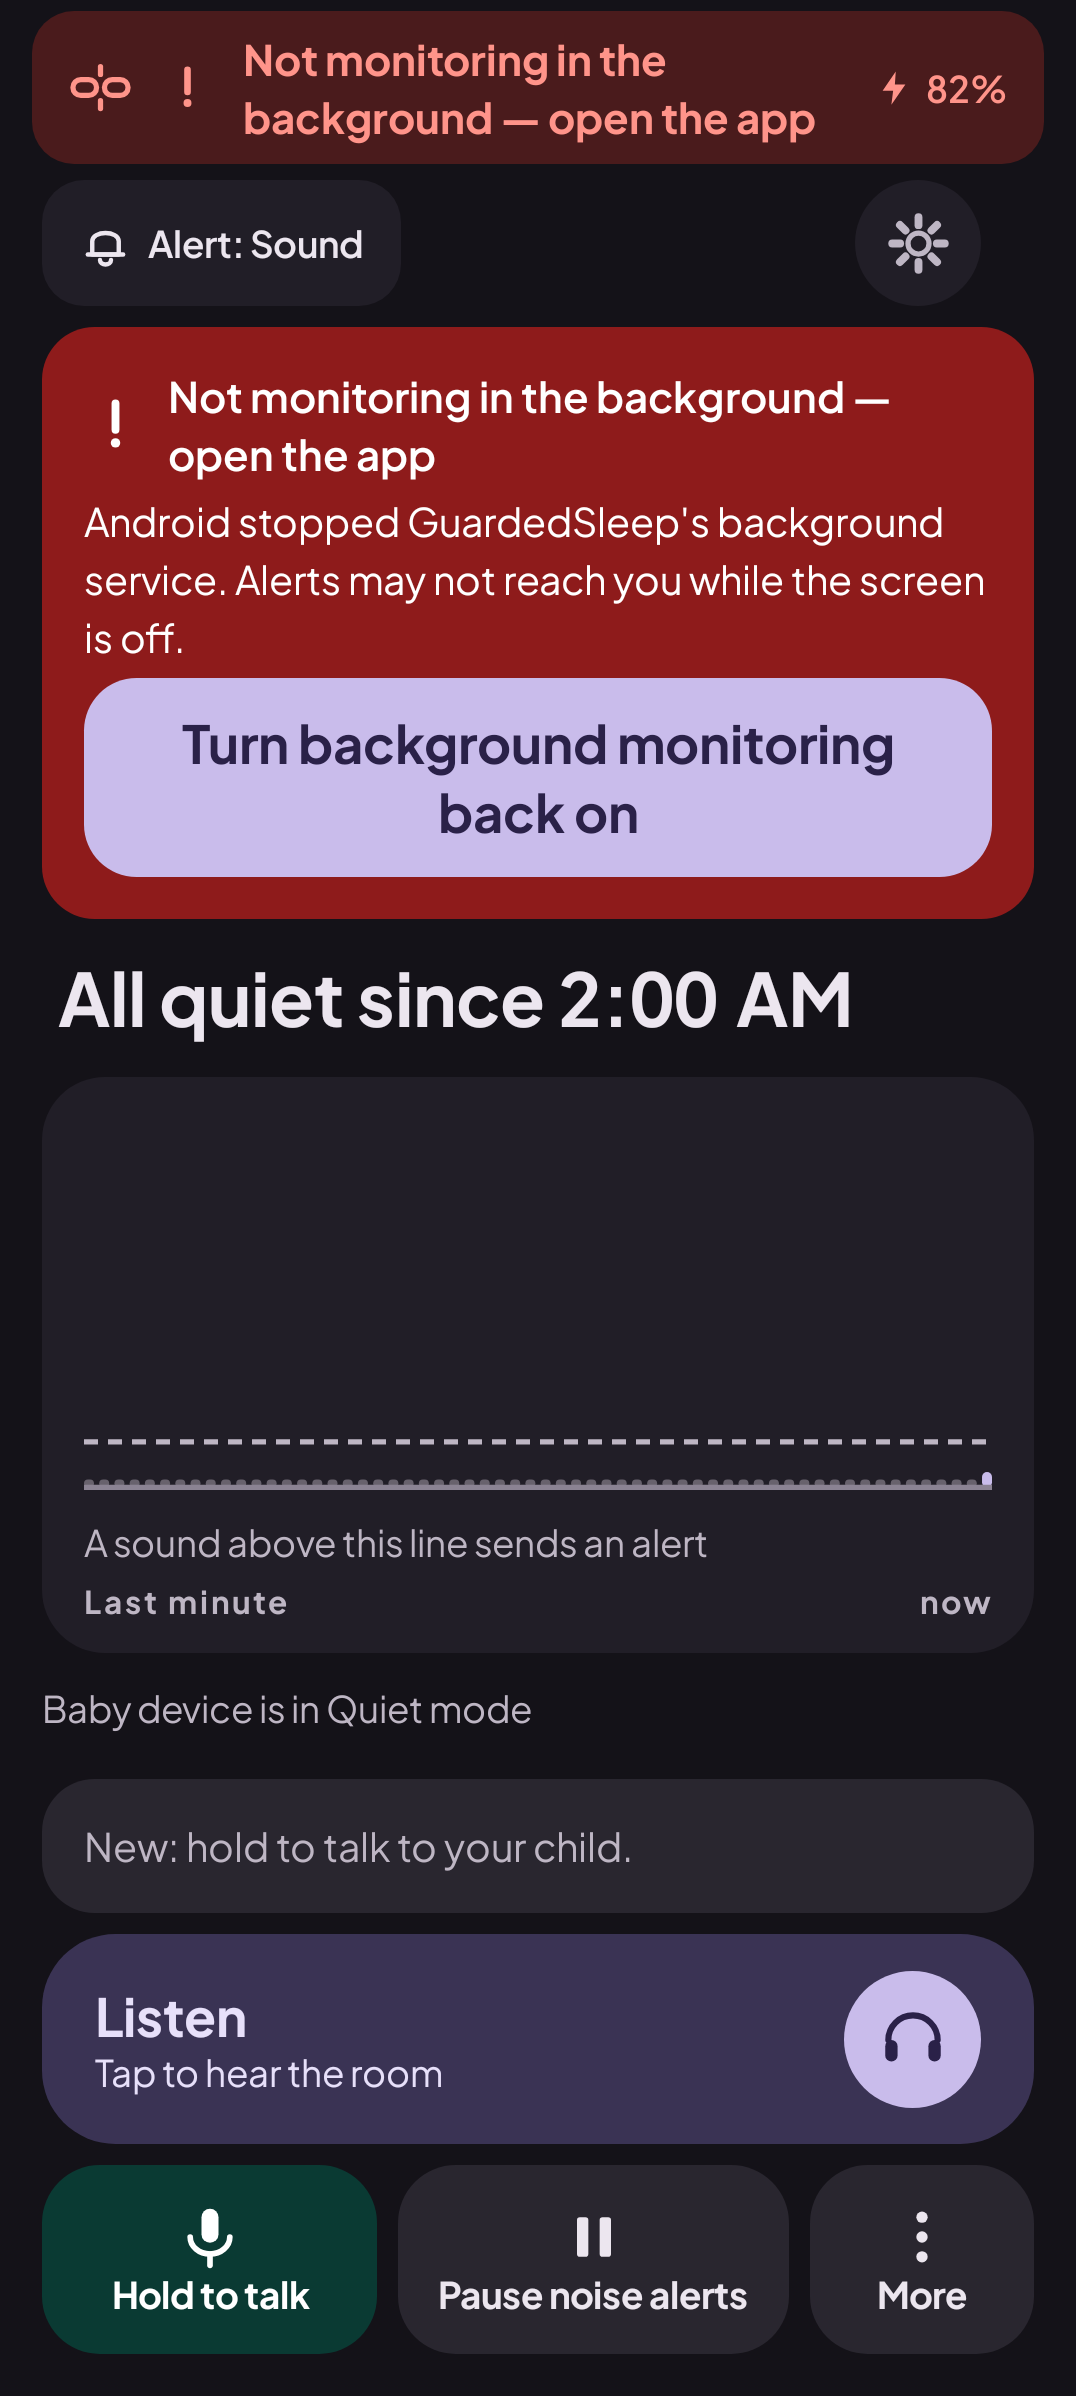 Not monitoring in the
background — open the app
82%
Alert: Sound
Not monitoring in the background —
open the app
Android stopped GuardedSleep's background
service. Alerts may not reach you while the screen
is off.
Turn background monitoring
back on
All quiet since 2:00 AM
A sound above this line sends an alert
Last minute
now
Baby device is in Quiet mode
New: hold to talk to your child.
Listen
Tap to hear the room
Hold to talk
Pause noise alerts
More